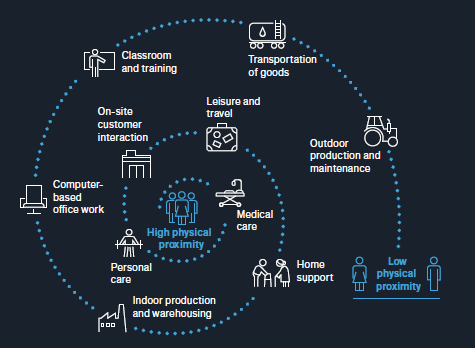 Classroom
and training
Transportation
of goods
On-site
customer
interaction
Leisure and
travel
Outdoor
production and
maintenance
Computer-
based
office work
High physical
proximity
Medical
care
Personal
care
Home
support
Low
physical
proximity
Indoor production
and warehousing